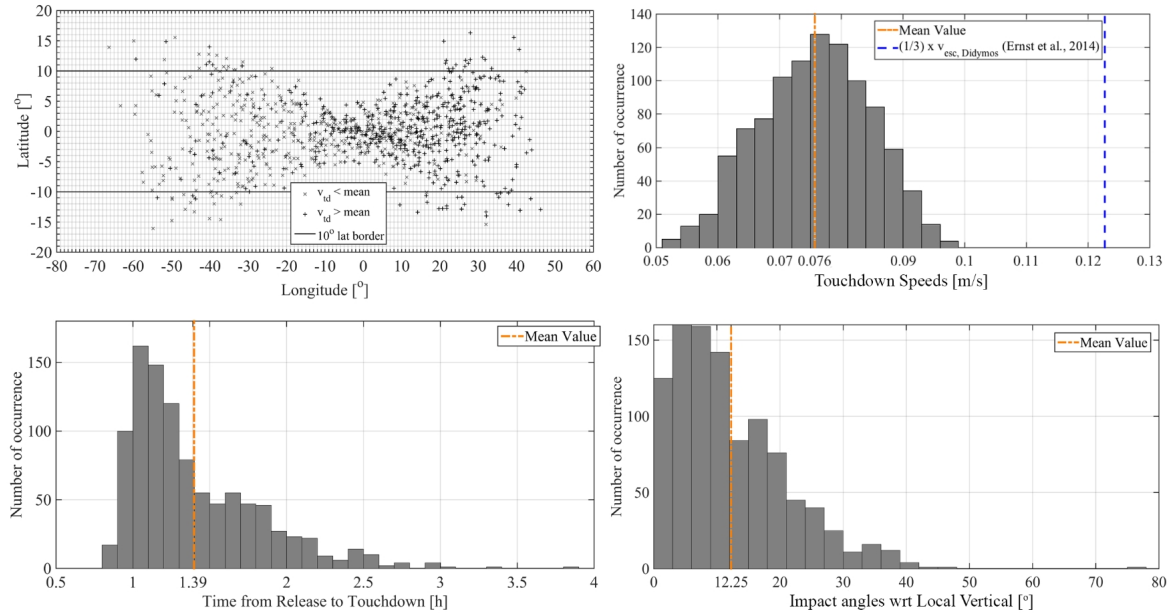 20
15
10
5
0
-5
-10
-15
20
Latitude [°]
-80 -70 -60 -50 -40 -30 -20 -10 0 10 20 30 40 50 60
Longitude [°]
v_td < mean
v_td > mean
10° lat border
140
120
100
80
60
40
20
0
Number of occurrence
0.05 0.06 0.07 0.076 0.09 0.1 0.11 0.12 0.13
Touchdown Speeds [m/s]
Mean Value
(1/3) x v_esc, Didymos (Ernst et al., 2014)
150
100
50
0
Number of occurrence
0.5 1 1.39 2 2.5 3 3.5 4
Time from Release to Touchdown [h]
Mean Value
150
100
50
0
Number of occurrence
0 12.25 20 30 40 50 60 70 80
Impact angles wrt Local Vertical [°]
Mean Value